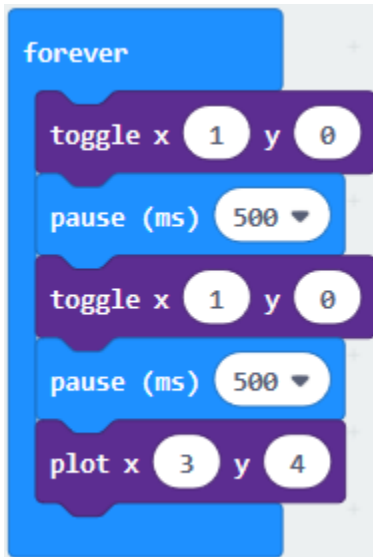 forever
toggle x 1 y 0
pause (ms) 500
toggle x 1 y 0
pause (ms) 500
plot x 3 y 4